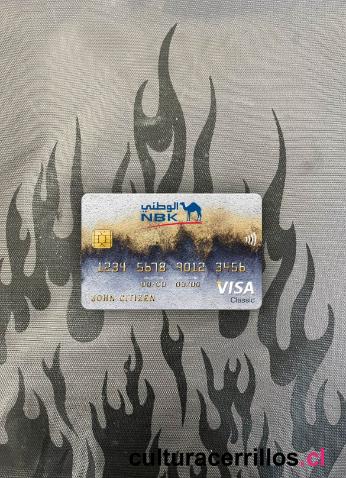 الوطني
NBK
1234 5678 9012 3456
00/00 00/00
VISA
JOHN CITIZEN
Classic
culturacerrillos.cl